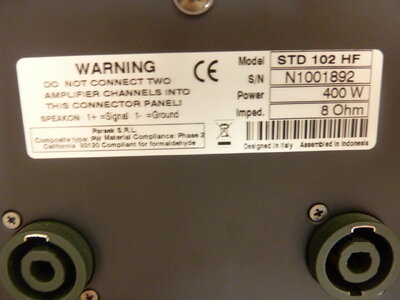 WARNING
DO NOT CONNECT TWO
AMPLIFIER CHANNELS INTO
THIS CONNECTOR PANEL!
SPEAKON 1+ =Signal 1- =Ground
CE
Model STD 102 HF
S/N N1001892
Power 400 W
Imped. 8 Ohm
Parsek S.R.L.
Composite type: PW Material Compliance: Phase 2
California 93120 Compliant for formaldehyde
Designed in Italy Assembled in Indonesia